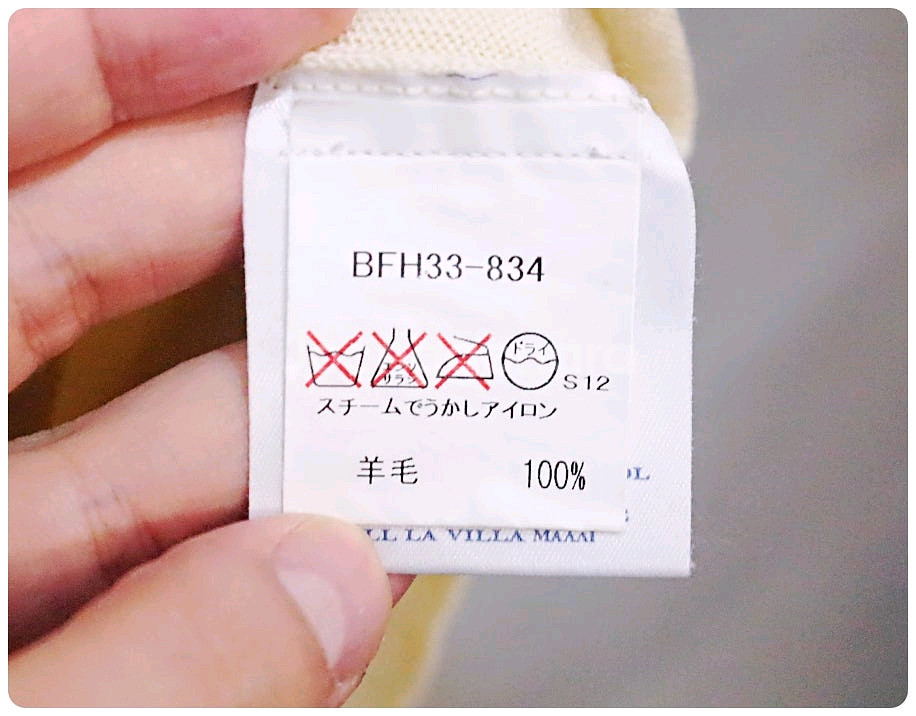 BFH33-834
ドライ S12
スチームでうかしアイロン
羊毛 100%
LL LA VILLA